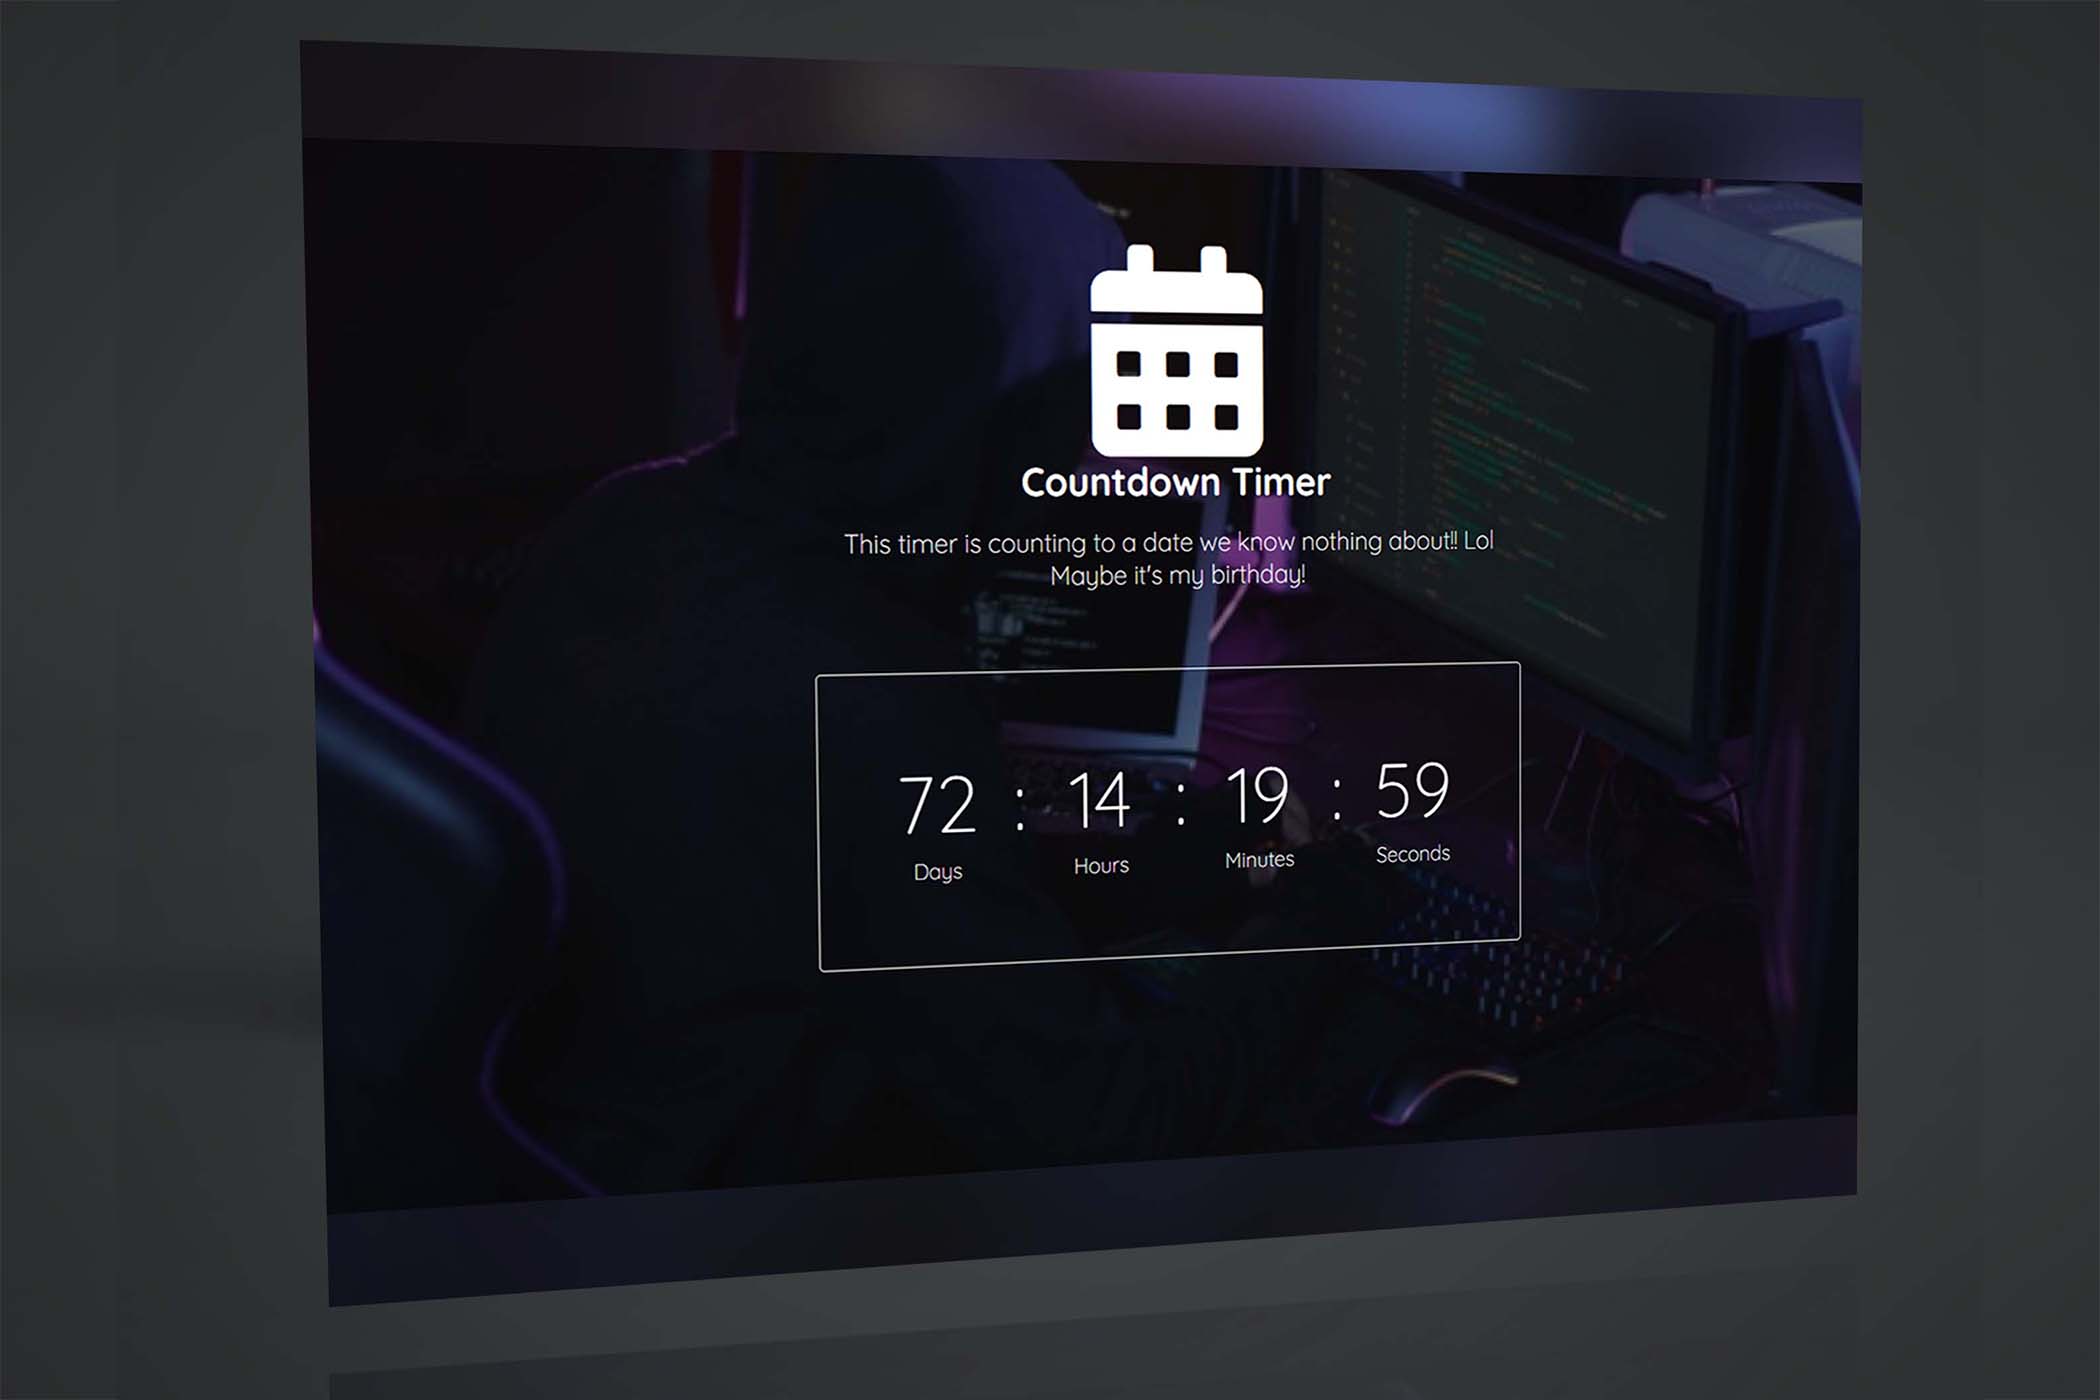 Countdown Timer
This timer is counting to a date we know nothing about!! Lol
Maybe it's my birthday!
72 : 14 : 19 : 59
Days Hours Minutes Seconds